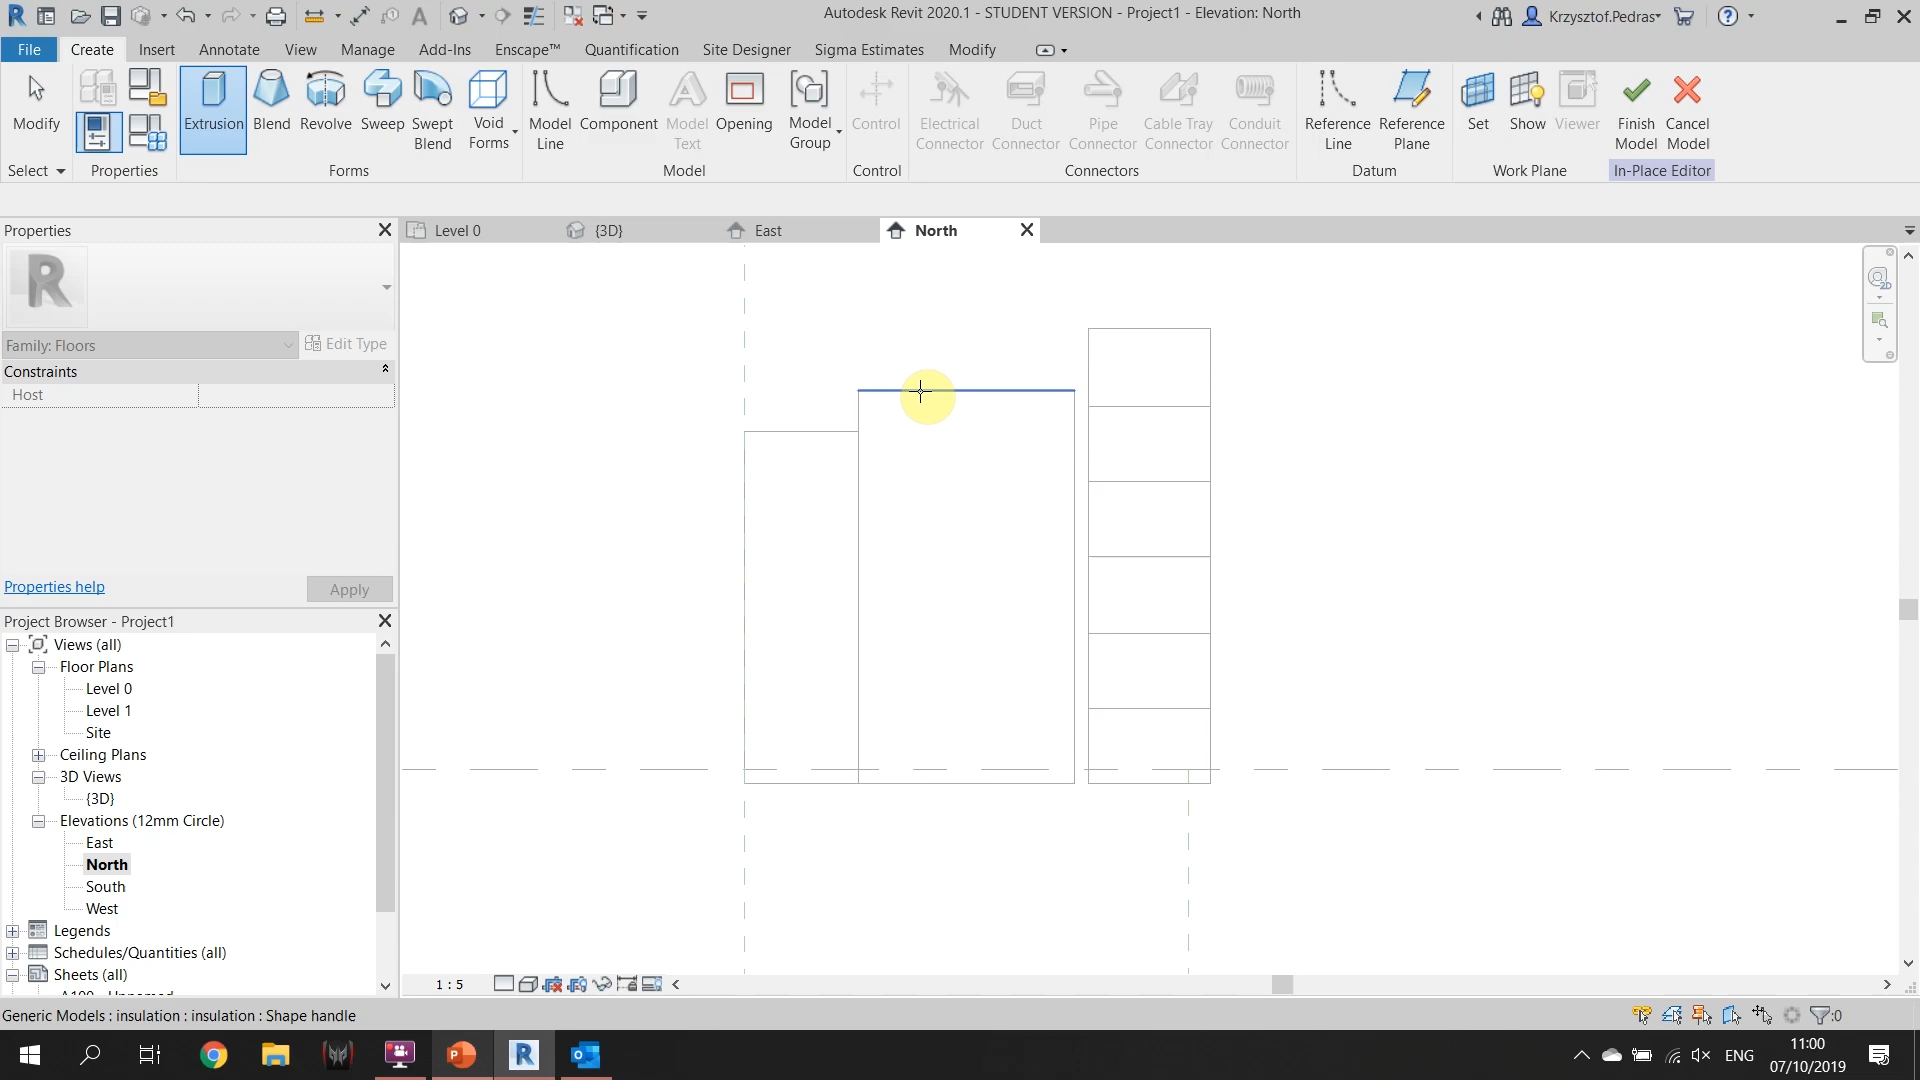 Autodesk Revit 2020.1 - STUDENT VERSION - Project1 - Elevation: North
Krzysztof.Pedras
File Create Insert Annotate View Manage Add-Ins Enscape™ Quantification Site Designer Sigma Estimates Modify
Modify Extrusion Blend Revolve Sweep Swept Blend Void Forms Model Line Component Model Text Opening Model Group Control Electrical Connector Duct Connector Pipe Connector Cable Tray Connector Conduit Connector Reference Line Reference Plane Set Show Viewer Finish Model Cancel Model
Select Properties Forms Model Control Connectors Datum Work Plane In-Place Editor
Properties
Level 0 {3D} East North
R
Family: Floors Edit Type
Constraints
Host
Properties help Apply
Project Browser - Project1
Views (all)
Floor Plans
Level 0
Level 1
Site
Ceiling Plans
3D Views
{3D}
Elevations (12mm Circle)
East
North
South
West
Legends
Schedules/Quantities (all)
Sheets (all)
1 : 5
Generic Models : insulation : insulation : Shape handle
:0
ENG
11:00
07/10/2019